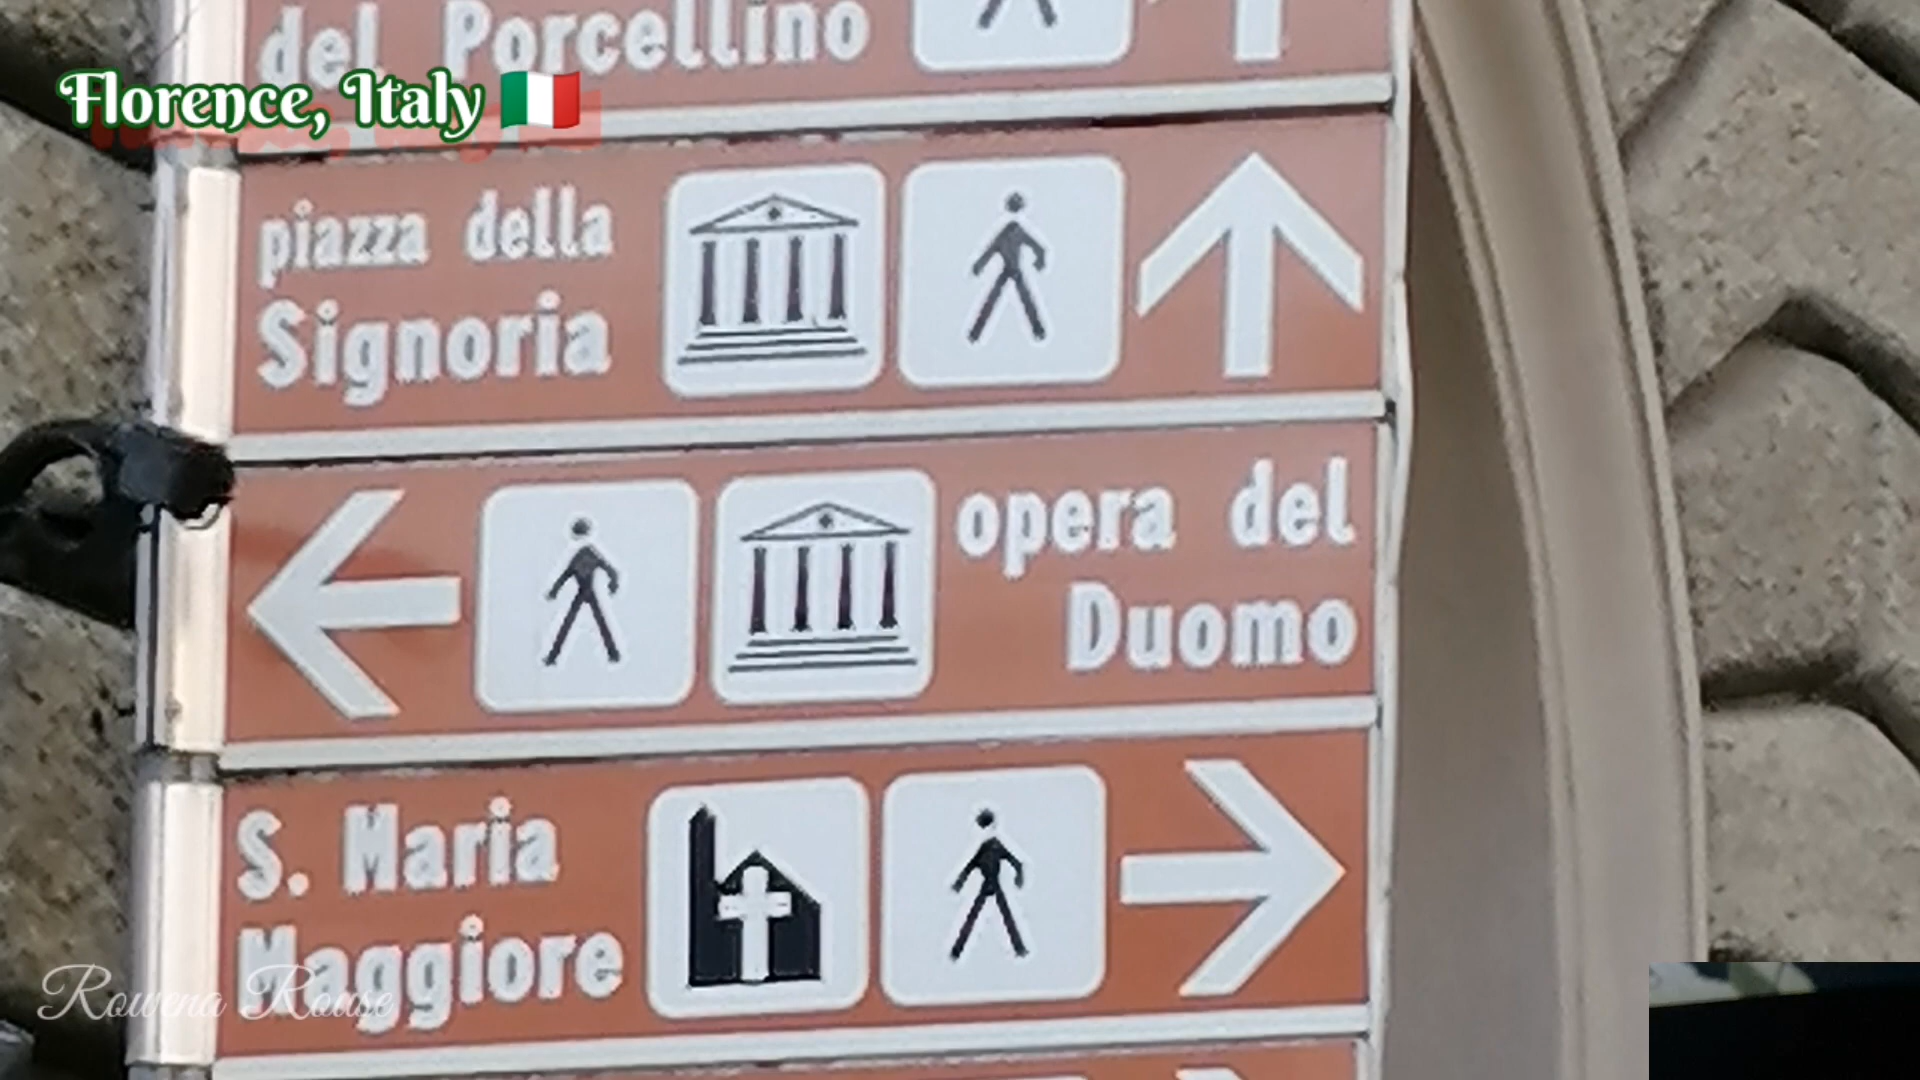 del Porcellino
Florence, Italy
piazza della
Signoria
opera del
Duomo
S. Maria
Maggiore
Rowena Rouse